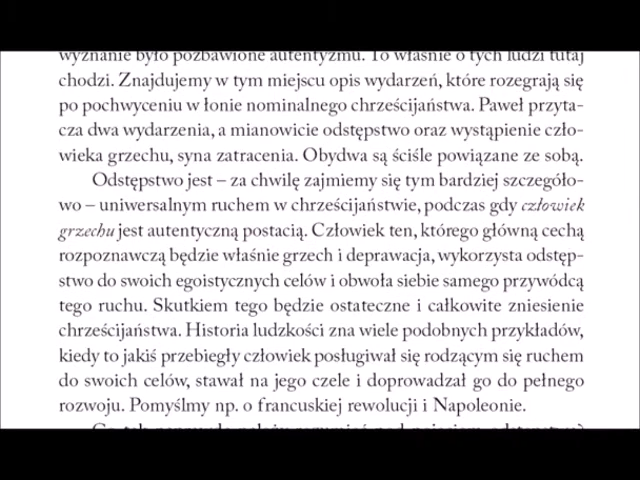 wyznanie było pozbawione autentyzmu. To właśnie o tych ludzi tutaj
chodzi. Znajdujemy w tym miejscu opis wydarzeń, które rozegrają się
po pochwyceniu w łonie nominalnego chrześcijaństwa. Paweł przyta-
cza dwa wydarzenia, a mianowicie odstępstwo oraz wystąpienie czło-
wieka grzechu, syna zatracenia. Obydwa są ściśle powiązane ze sobą.
Odstępstwo jest – za chwilę zajmiemy się tym bardziej szczegóło-
wo – uniwersalnym ruchem w chrześcijaństwie, podczas gdy człowiek
grzechu jest autentyczną postacią. Człowiek ten, którego główną cechą
rozpoznawczą będzie właśnie grzech i deprawacja, wykorzysta odstęp-
stwo do swoich egoistycznych celów i obwoła siebie samego przywódcą
tego ruchu. Skutkiem tego będzie ostateczne i całkowite zniesienie
chrześcijaństwa. Historia ludzkości zna wiele podobnych przykładów,
kiedy to jakiś przebiegły człowiek posługiwał się rodzącym się ruchem
do swoich celów, stawał na jego czele i doprowadzał go do pełnego
rozwoju. Pomyślmy np. o francuskiej rewolucji i Napoleonie.